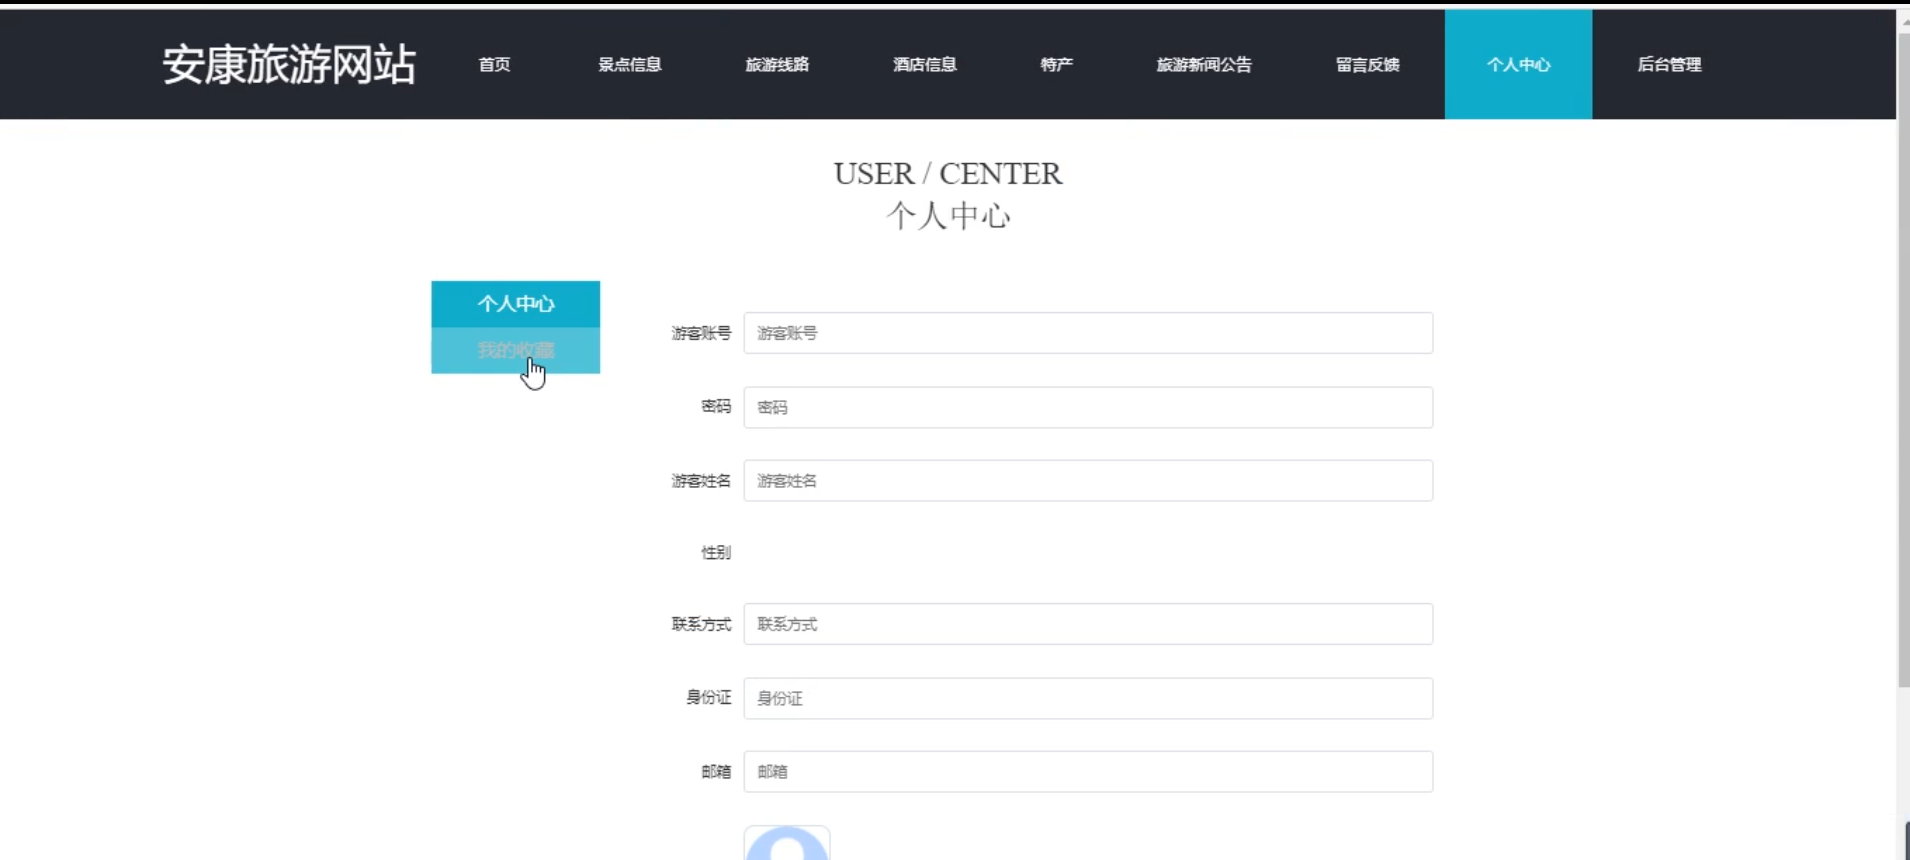 安康旅游网站 首页 景点信息 旅游线路 酒店信息 特产 旅游新闻公告 留言反馈 个人中心 后台管理
USER / CENTER
个人中心
个人中心
我的收藏
游客账号 游客账号
密码 密码
游客姓名 游客姓名
性别
联系方式 联系方式
身份证 身份证
邮箱 邮箱